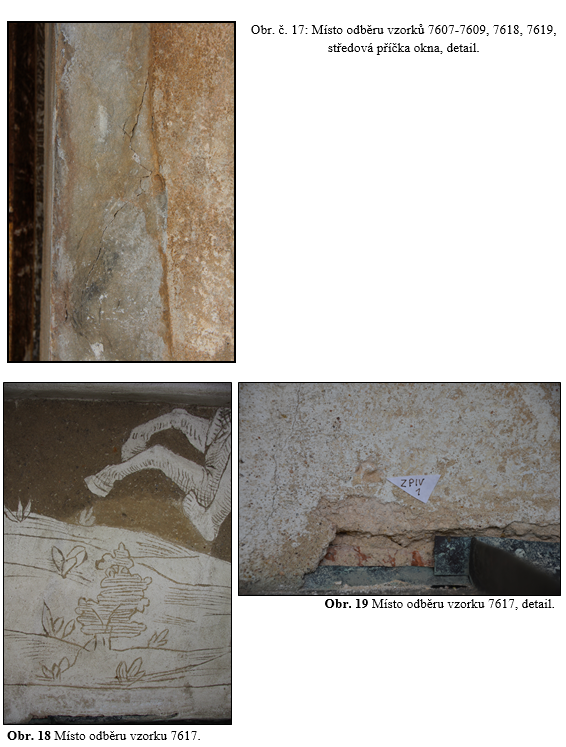 Obr. č. 17: Místo odběru vzorků 7607-7609, 7618, 7619,
středová příčka okna, detail.
ZPIV
1
Obr. 19 Místo odběru vzorku 7617, detail.
Obr. 18 Místo odběru vzorku 7617.